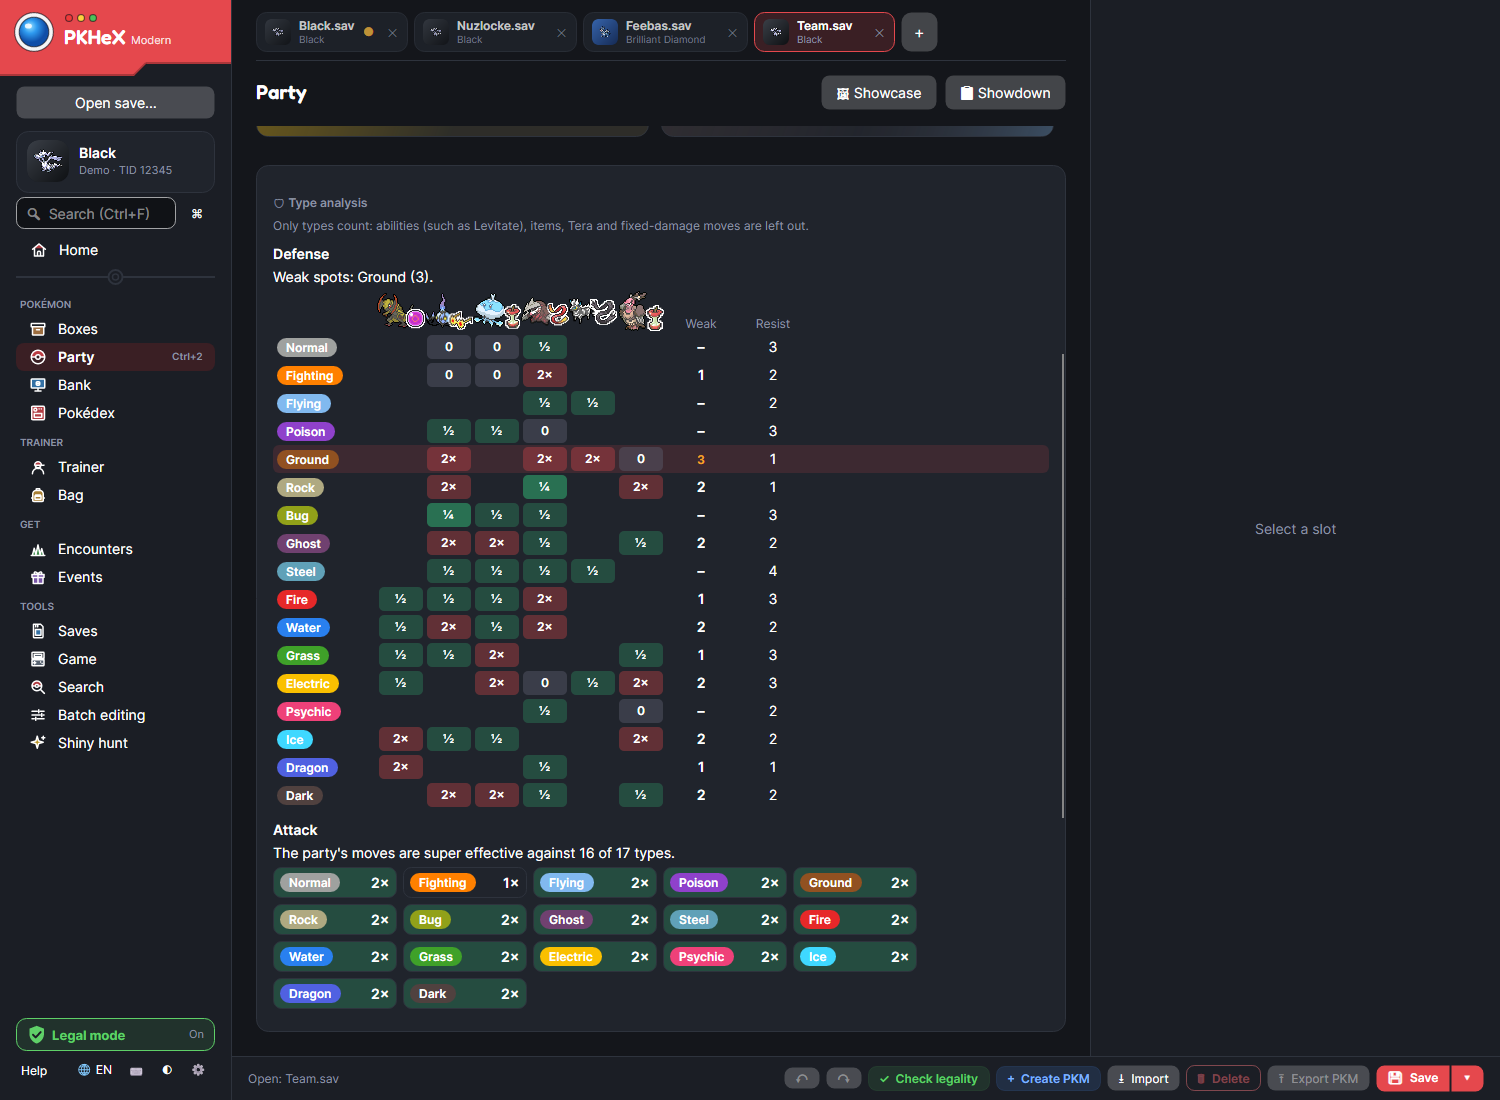 PKHeX Modern
Open save...
Black
Demo · TID 12345
Search (Ctrl+F)
⌘
Home
POKÉMON
Boxes
Party Ctrl+2
Bank
Pokédex
TRAINER
Trainer
Bag
GET
Encounters
Events
TOOLS
Saves
Game
Search
Batch editing
Shiny hunt
Legal mode On
Help EN
Black.sav
Black
Nuzlocke.sav
Black
Feebas.sav
Brilliant Diamond
Team.sav
Black
+
Party
Showcase
Showdown
Type analysis
Only types count: abilities (such as Levitate), items, Tera and fixed-damage moves are left out.
Defense
Weak spots: Ground (3).
Weak Resist
Normal 0 0 ½ – 3
Fighting 0 0 2× 1 2
Flying ½ ½ – 2
Poison ½ ½ 0 – 3
Ground 2× 2× 2× 0 3 1
Rock 2× ¼ 2× 2 1
Bug ¼ ½ ½ – 3
Ghost 2× 2× ½ ½ 2 2
Steel ½ ½ ½ ½ – 4
Fire ½ ½ ½ 2× 1 3
Water ½ 2× ½ 2× 2 2
Grass ½ ½ 2× ½ 1 3
Electric ½ 2× 0 ½ 2× 2 3
Psychic ½ 0 – 2
Ice 2× ½ ½ 2× 2 2
Dragon 2× ½ 1 1
Dark 2× 2× ½ ½ 2 2
Attack
The party's moves are super effective against 16 of 17 types.
Normal 2× Fighting 1× Flying 2× Poison 2× Ground 2×
Rock 2× Bug 2× Ghost 2× Steel 2× Fire 2×
Water 2× Grass 2× Electric 2× Psychic 2× Ice 2×
Dragon 2× Dark 2×
Select a slot
Open: Team.sav
Check legality
+ Create PKM
Import
Delete
Export PKM
Save